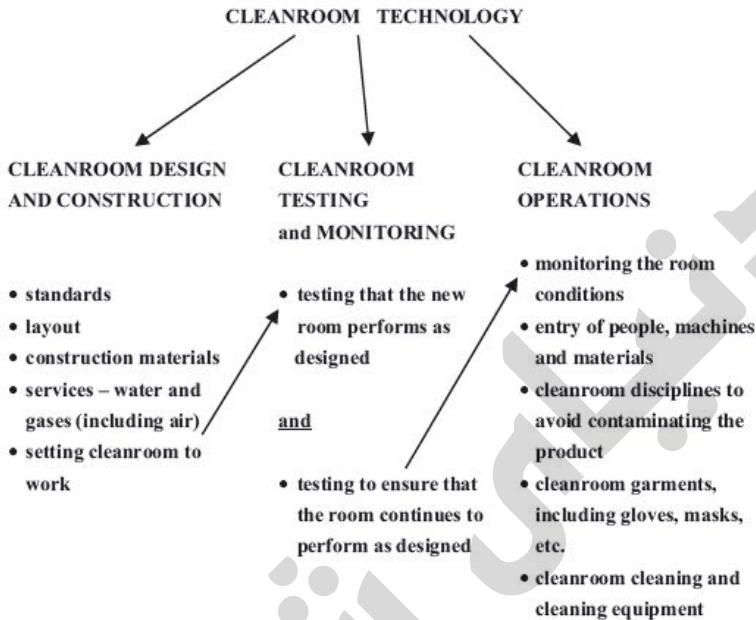 CLEANROOM TECHNOLOGY
CLEANROOM DESIGN
AND CONSTRUCTION
• standards
• layout
• construction materials
• services – water and
gases (including air)
• setting cleanroom to
work
CLEANROOM
TESTING
and MONITORING
• testing that the new
room performs as
designed
and
• testing to ensure that
the room continues to
perform as designed
CLEANROOM
OPERATIONS
• monitoring the room
conditions
• entry of people, machines
and materials
• cleanroom disciplines to
avoid contaminating the
product
• cleanroom garments,
including gloves, masks,
etc.
• cleanroom cleaning and
cleaning equipment